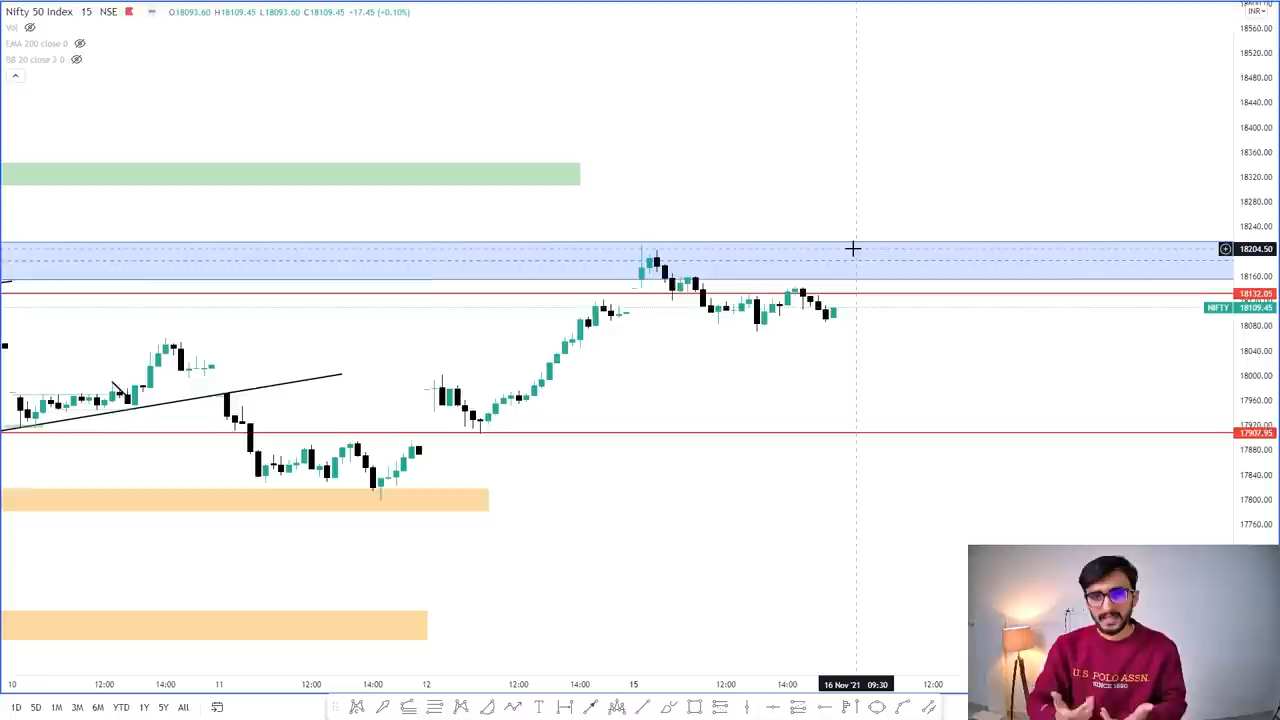 Nifty 50 Index 15 NSE O18093.60 H18109.45 L18093.60 C18109.45 +17.45 (+0.10%)
Vol
EMA 200 close 0
BB 20 close 2 0
INR
18560.00
18520.00
18480.00
18440.00
18400.00
18360.00
18320.00
18280.00
18240.00
18204.50
18160.00
18132.05
NIFTY 18109.45
18080.00
18040.00
18000.00
17960.00
17920.00
17907.95
17880.00
17840.00
17800.00
17760.00
U.S. POLO ASSN.
SINCE 1890
10 12:00 14:00 11 12:00 14:00 12 12:00 14:00 15 12:00 14:00 16 Nov '21 09:30 12:00
1D 5D 1M 3M 6M YTD 1Y 5Y All